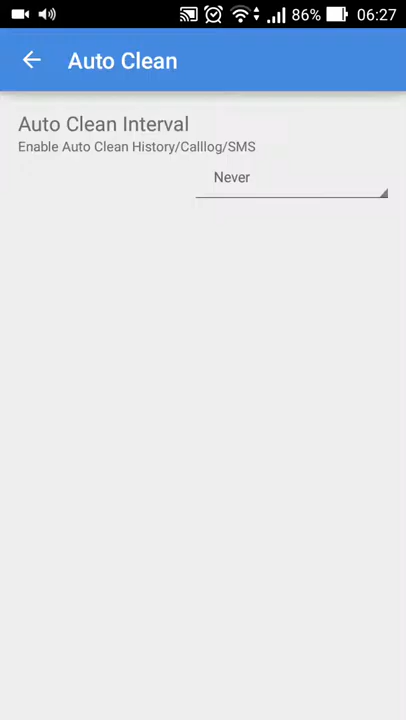 86% 06:27
Auto Clean
Auto Clean Interval
Enable Auto Clean History/Calllog/SMS
Never